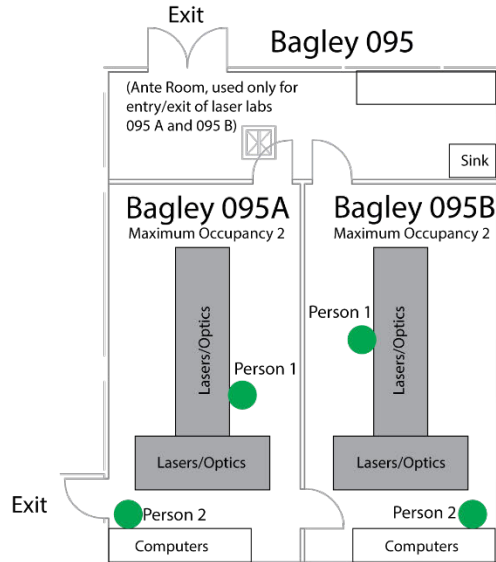 Exit
Bagley 095
(Ante Room, used only for
entry/exit of laser labs
095 A and 095 B)
Sink
Bagley 095A
Maximum Occupancy 2
Bagley 095B
Maximum Occupancy 2
Lasers/Optics
Person 1
Person 1
Lasers/Optics
Lasers/Optics
Lasers/Optics
Exit
Person 2
Person 2
Computers
Computers